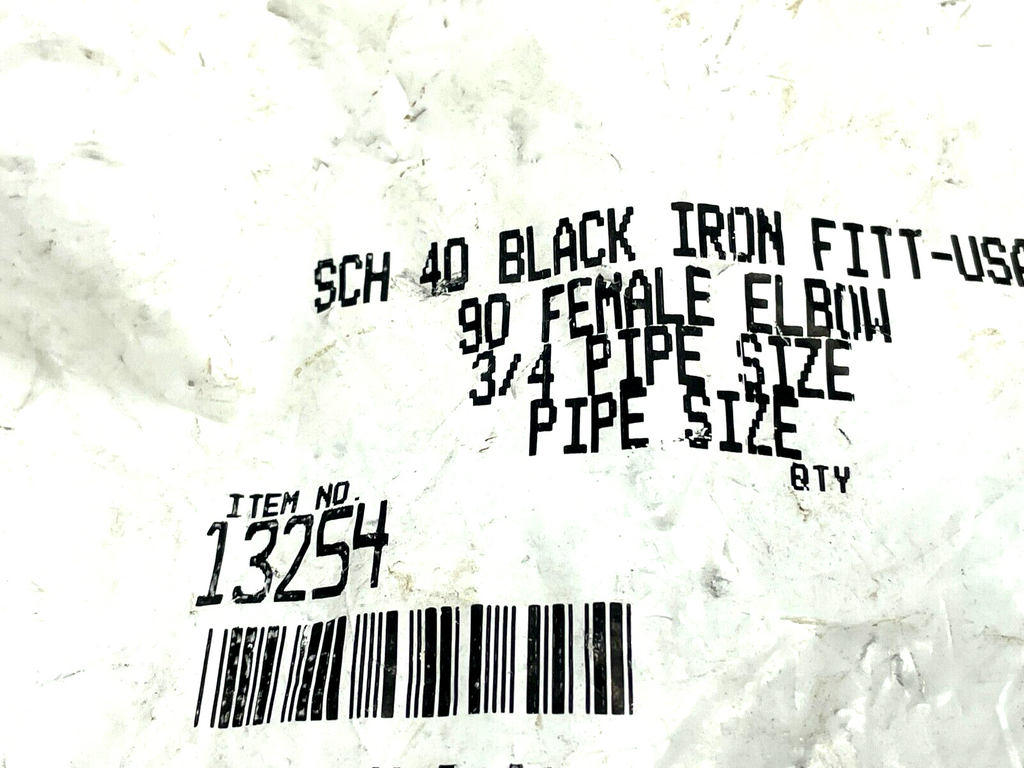 SCH 40 BLACK IRON FITT-USA
90 FEMALE ELBOW
3/4 PIPE SIZE
PIPE SIZE
QTY
ITEM NO.
13254